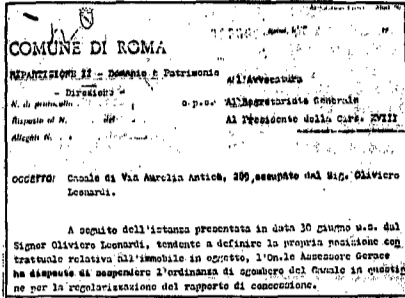 COMUNE DI ROMA
RIPARTIZIONE II - Demanio e Patrimonio
- Direzione -
N. di protocollo
Risposta al N. del
Allegati N.
All'Avvocatura
e.p.c. Al Segretariato Generale
Al Presidente della Circ. XVIII
OGGETTO: Casale di Via Aurelia Antica, 289, occupato dal Sig. Oliviero
Leonardi.
A seguito dell'istanza presentata in data 30 giugno u.s. dal
Signor Oliviero Leonardi, tendente a definire la propria posizione con
trattuale relativa all'immobile in oggetto, l'On.le Assessore Gerace
ha disposto di sospendere l'ordinanza di sgombero del Casale in questio
ne per la regolarizzazione del rapporto di concessione.